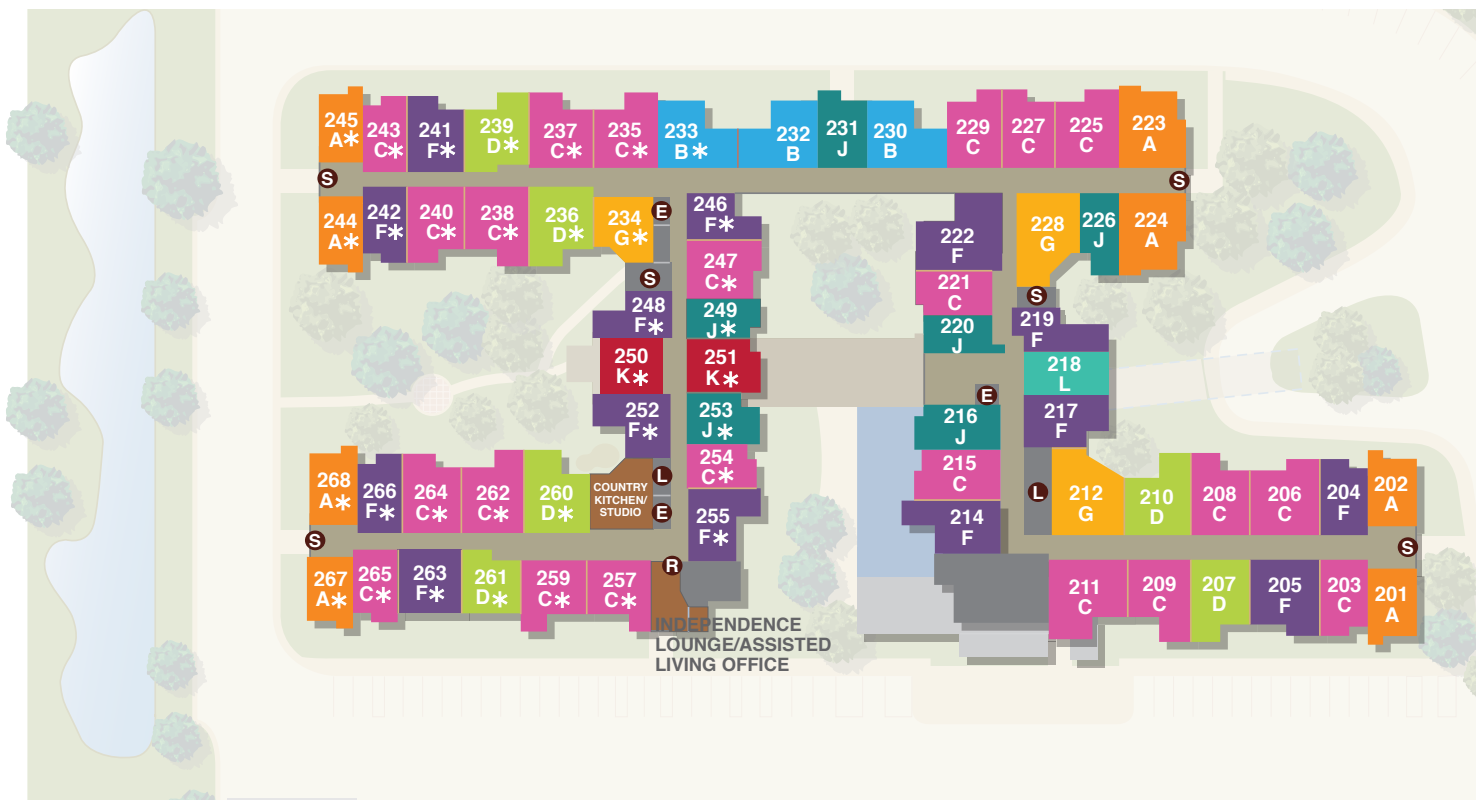 245
A*
243
C*
241
F*
239
D*
237
C*
235
C*
233
B*
232
B
231
J
230
B
229
C
227
C
225
C
223
A
S
S
244
A*
242
F*
240
C*
238
C*
236
D*
234
G*
E
246
F*
222
F
228
G
226
J
224
A
247
C*
S
221
C
S
248
F*
249
J*
220
J
219
F
250
K*
251
K*
218
L
E
252
F*
253
J*
216
J
217
F
254
C*
215
C
268
A*
266
F*
264
C*
262
C*
260
D*
COUNTRY
KITCHEN/
STUDIO
L
E
255
F*
214
F
L
212
G
210
D
208
C
206
C
204
F
202
A
S
S
267
A*
265
C*
263
F*
261
D*
259
C*
257
C*
R
211
C
209
C
207
D
205
F
203
C
201
A
INDEPENDENCE
LOUNGE/ASSISTED
LIVING OFFICE